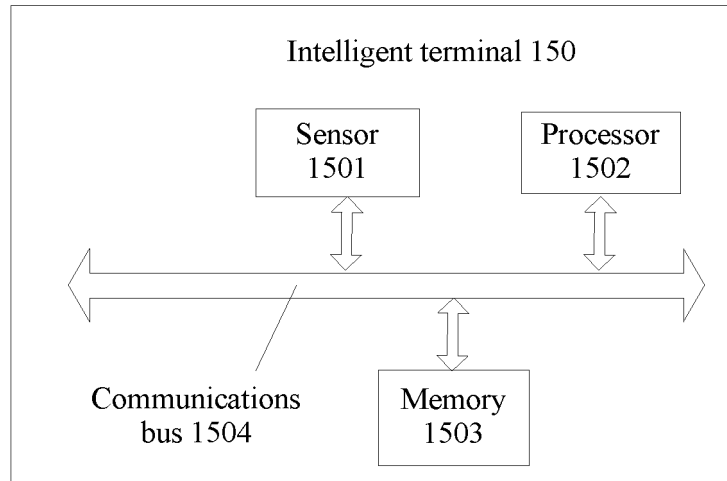 Intelligent terminal 150
Sensor
1501
Processor
1502
Communications
bus 1504
Memory
1503